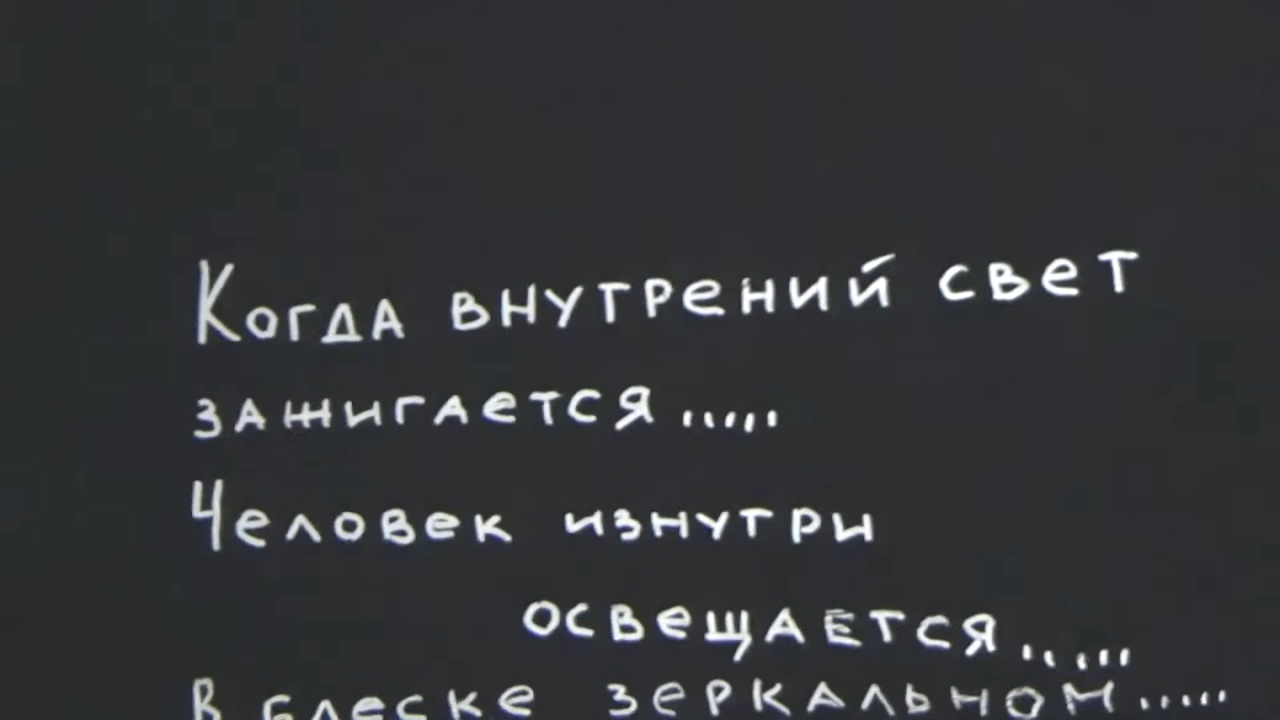 Когда внутрений свет
зажигается.....
Человек изнутри
освещается.....
В блеске зеркальном.....